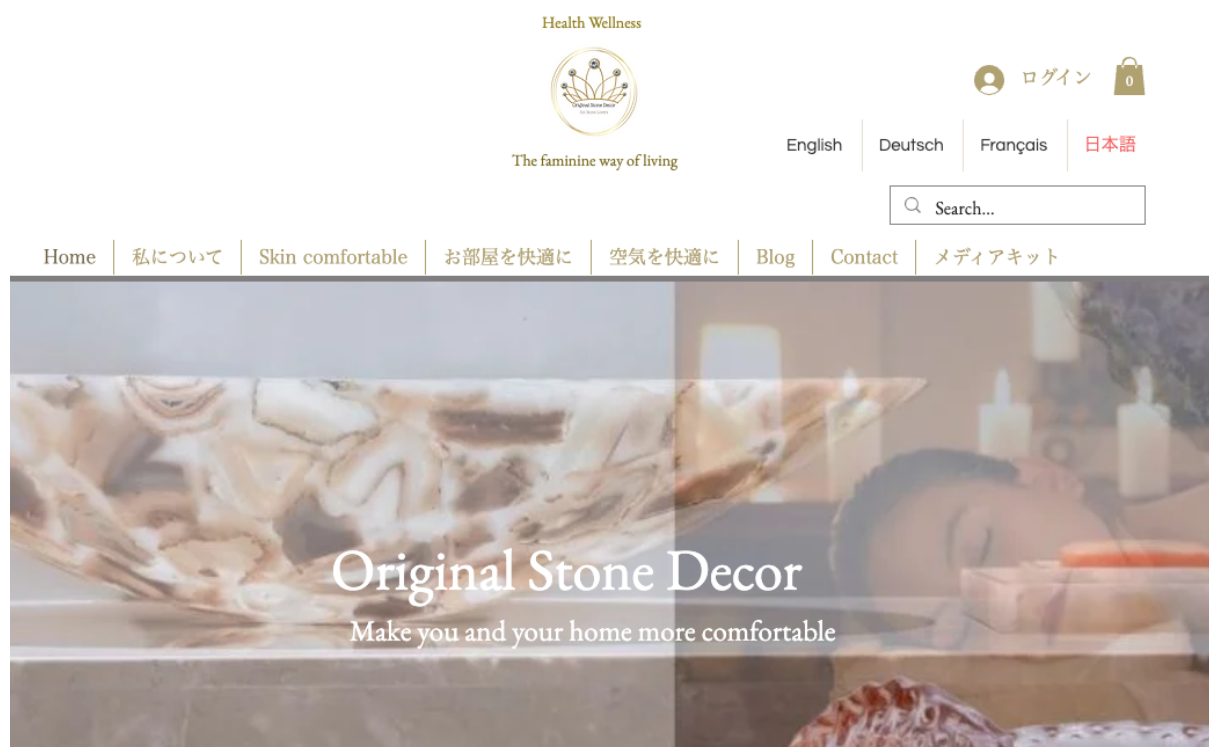 Health Wellness
Original Stone Decor
The faminine way of living
ログイン
0
English
Deutsch
Français
日本語
Search...
Home
私について
Skin comfortable
お部屋を快適に
空気を快適に
Blog
Contact
メディアキット
Original Stone Decor
Make you and your home more comfortable